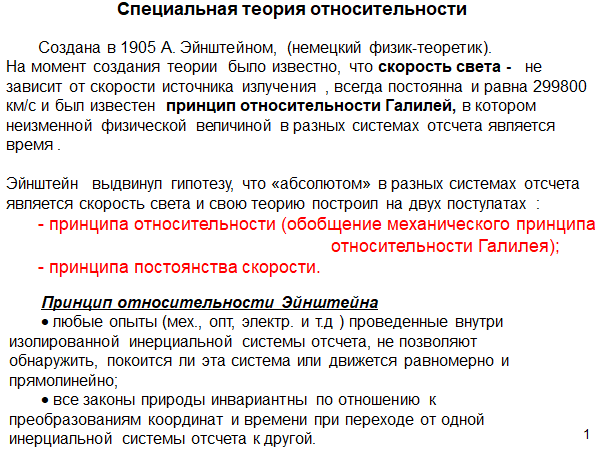 Специальная теория относительности
Создана в 1905 А. Эйнштейном, (немецкий физик-теоретик).
На момент создания теории было известно, что скорость света - не
зависит от скорости источника излучения , всегда постоянна и равна 299800
км/с и был известен принцип относительности Галилей, в котором
неизменной физической величиной в разных системах отсчета является
время .
Эйнштейн выдвинул гипотезу, что «абсолютом» в разных системах отсчета
является скорость света и свою теорию построил на двух постулатах :
- принципа относительности (обобщение механического принципа
относительности Галилея);
- принципа постоянства скорости.
Принцип относительности Эйнштейна
• любые опыты (мех., опт, электр. и т.д ) проведенные внутри
изолированной инерциальной системы отсчета, не позволяют
обнаружить, покоится ли эта система или движется равномерно и
прямолинейно;
• все законы природы инвариантны по отношению к
преобразованиям координат и времени при переходе от одной
инерциальной системы отсчета к другой.
1